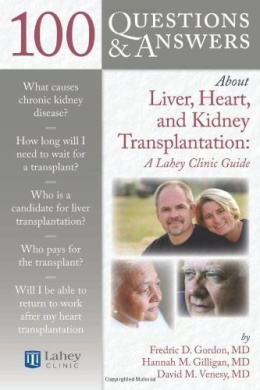 100 QUESTIONS
& ANSWERS
About
Liver, Heart,
and Kidney
Transplantation:
A Lahey Clinic Guide
What causes
chronic kidney
disease?
How long will I
need to wait for
a transplant?
Who is a
candidate for liver
transplantation?
Who pays for
the transplant?
Will I be able to
return to work
after my heart
transplantation
by
Fredric D. Gordon, MD
Hannah M. Gilligan, MD
David M. Venesy, MD
Lahey
CLINIC